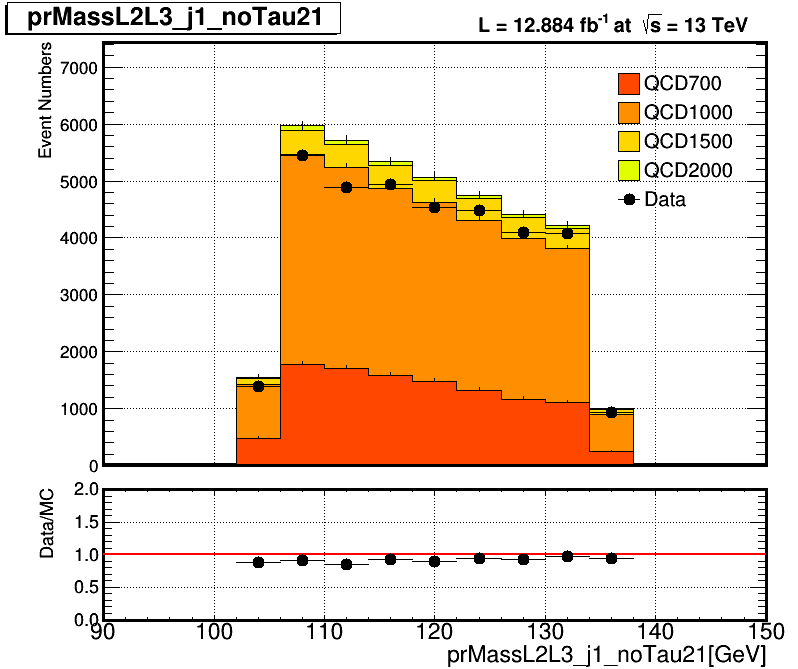 prMassL2L3_j1_noTau21
L = 12.884 fb⁻¹ at √s = 13 TeV
Event Numbers
7000
6000
5000
4000
3000
2000
1000
0
QCD700
QCD1000
QCD1500
QCD2000
Data
Data/MC
2.0
1.5
1.0
0.5
0.0
90 100 110 120 130 140 150
prMassL2L3_j1_noTau21[GeV]